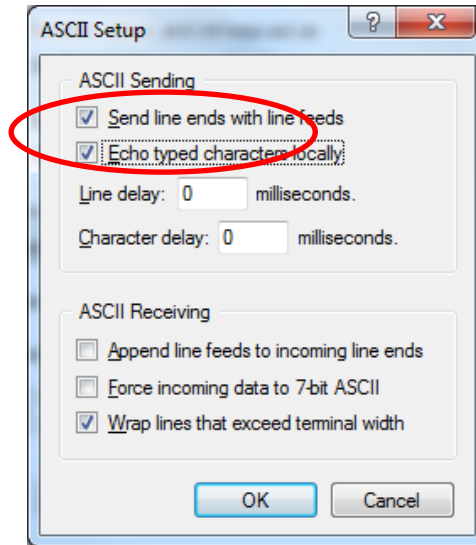 ASCII Setup
ASCII Sending
Send line ends with line feeds
Echo typed characters locally
Line delay: 0 milliseconds.
Character delay: 0 milliseconds.
ASCII Receiving
Append line feeds to incoming line ends
Force incoming data to 7-bit ASCII
Wrap lines that exceed terminal width
OK Cancel